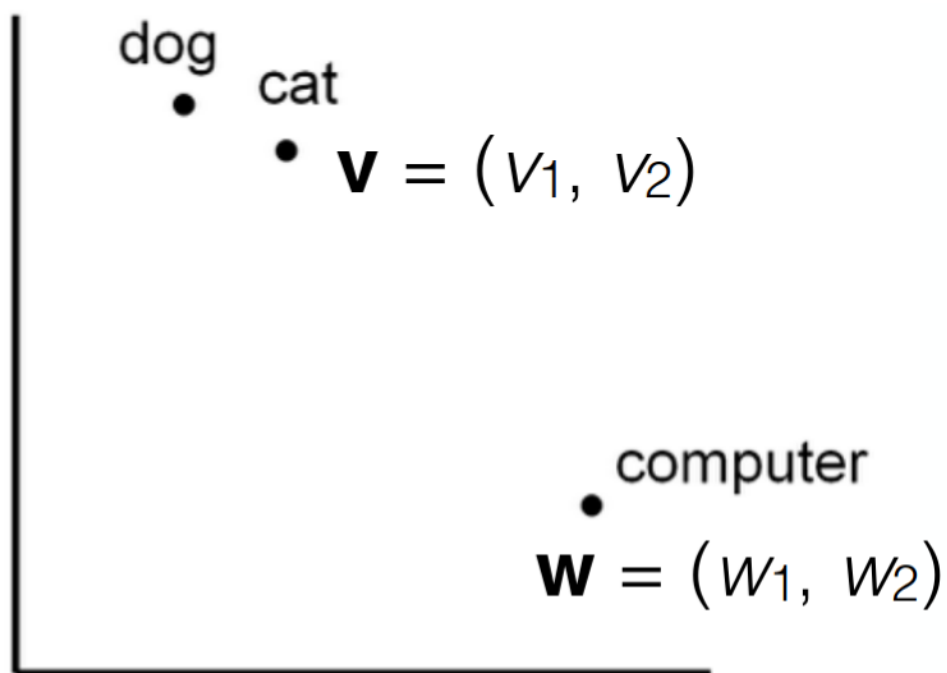 dog
cat
v = (v1, v2)
computer
w = (w1, w2)